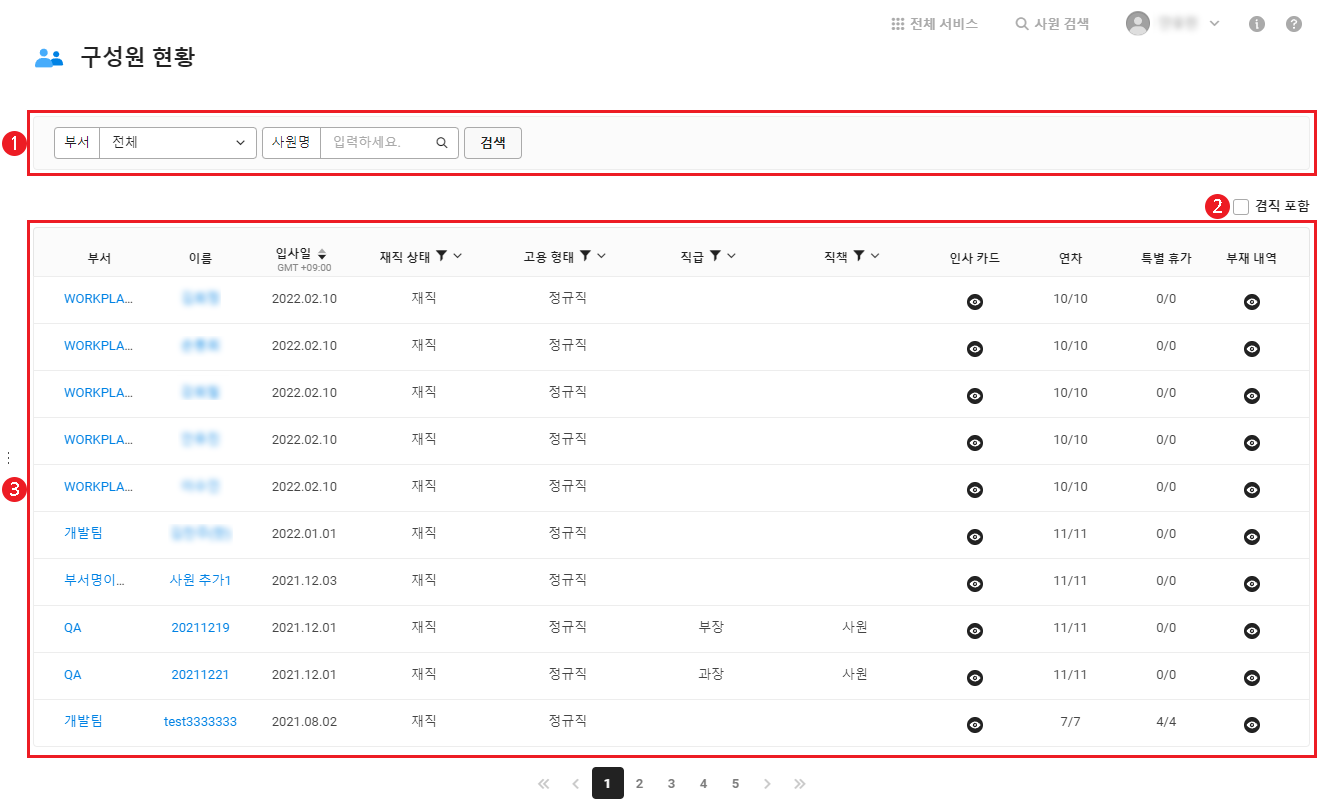 전체 서비스 사원 검색
구성원 현황
1 부서 전체 사원명 입력하세요. 검색
2 겸직 포함
부서 이름 입사일 재직 상태 고용 형태 직급 직책 인사 카드 연차 특별 휴가 부재 내역
GMT +09:00
WORKPLA... 2022.02.10 재직 정규직 10/10 0/0
WORKPLA... 2022.02.10 재직 정규직 10/10 0/0
WORKPLA... 2022.02.10 재직 정규직 10/10 0/0
WORKPLA... 2022.02.10 재직 정규직 10/10 0/0
3 WORKPLA... 2022.02.10 재직 정규직 10/10 0/0
개발팀 2022.01.01 재직 정규직 11/11 0/0
부서명이... 사원 추가1 2021.12.03 재직 정규직 11/11 0/0
QA 20211219 2021.12.01 재직 정규직 부장 사원 11/11 0/0
QA 20211221 2021.12.01 재직 정규직 과장 사원 11/11 0/0
개발팀 test3333333 2021.08.02 재직 정규직 7/7 4/4
1 2 3 4 5